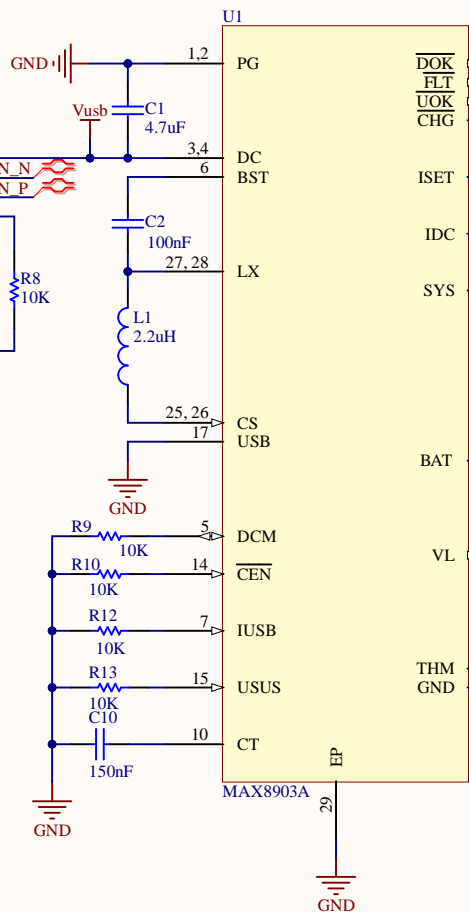 U1
1,2
GND
PG
DOK
FLT
Vusb
C1
UOK
4.7uF
CHG
3,4
DC
N_N
6
BST
ISET
N_P
C2
100nF
IDC
27, 28
LX
R8
SYS
10K
L1
2.2uH
25, 26
CS
17
USB
BAT
GND
R9
5
DCM
10K
VL
R10
14
CEN
10K
R12
7
IUSB
10K
R13
15
THM
USUS
GND
10K
C10
10
CT
EP
150nF
MAX8903A
29
GND
GND